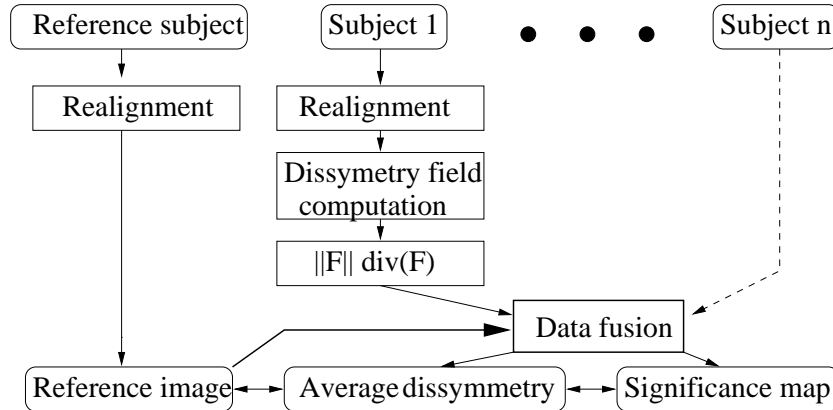 Reference subject
Subject 1
Subject n
Realignment
Realignment
Dissymetry field
computation
||F|| div(F)
Data fusion
Reference image
Average dissymmetry
Significance map